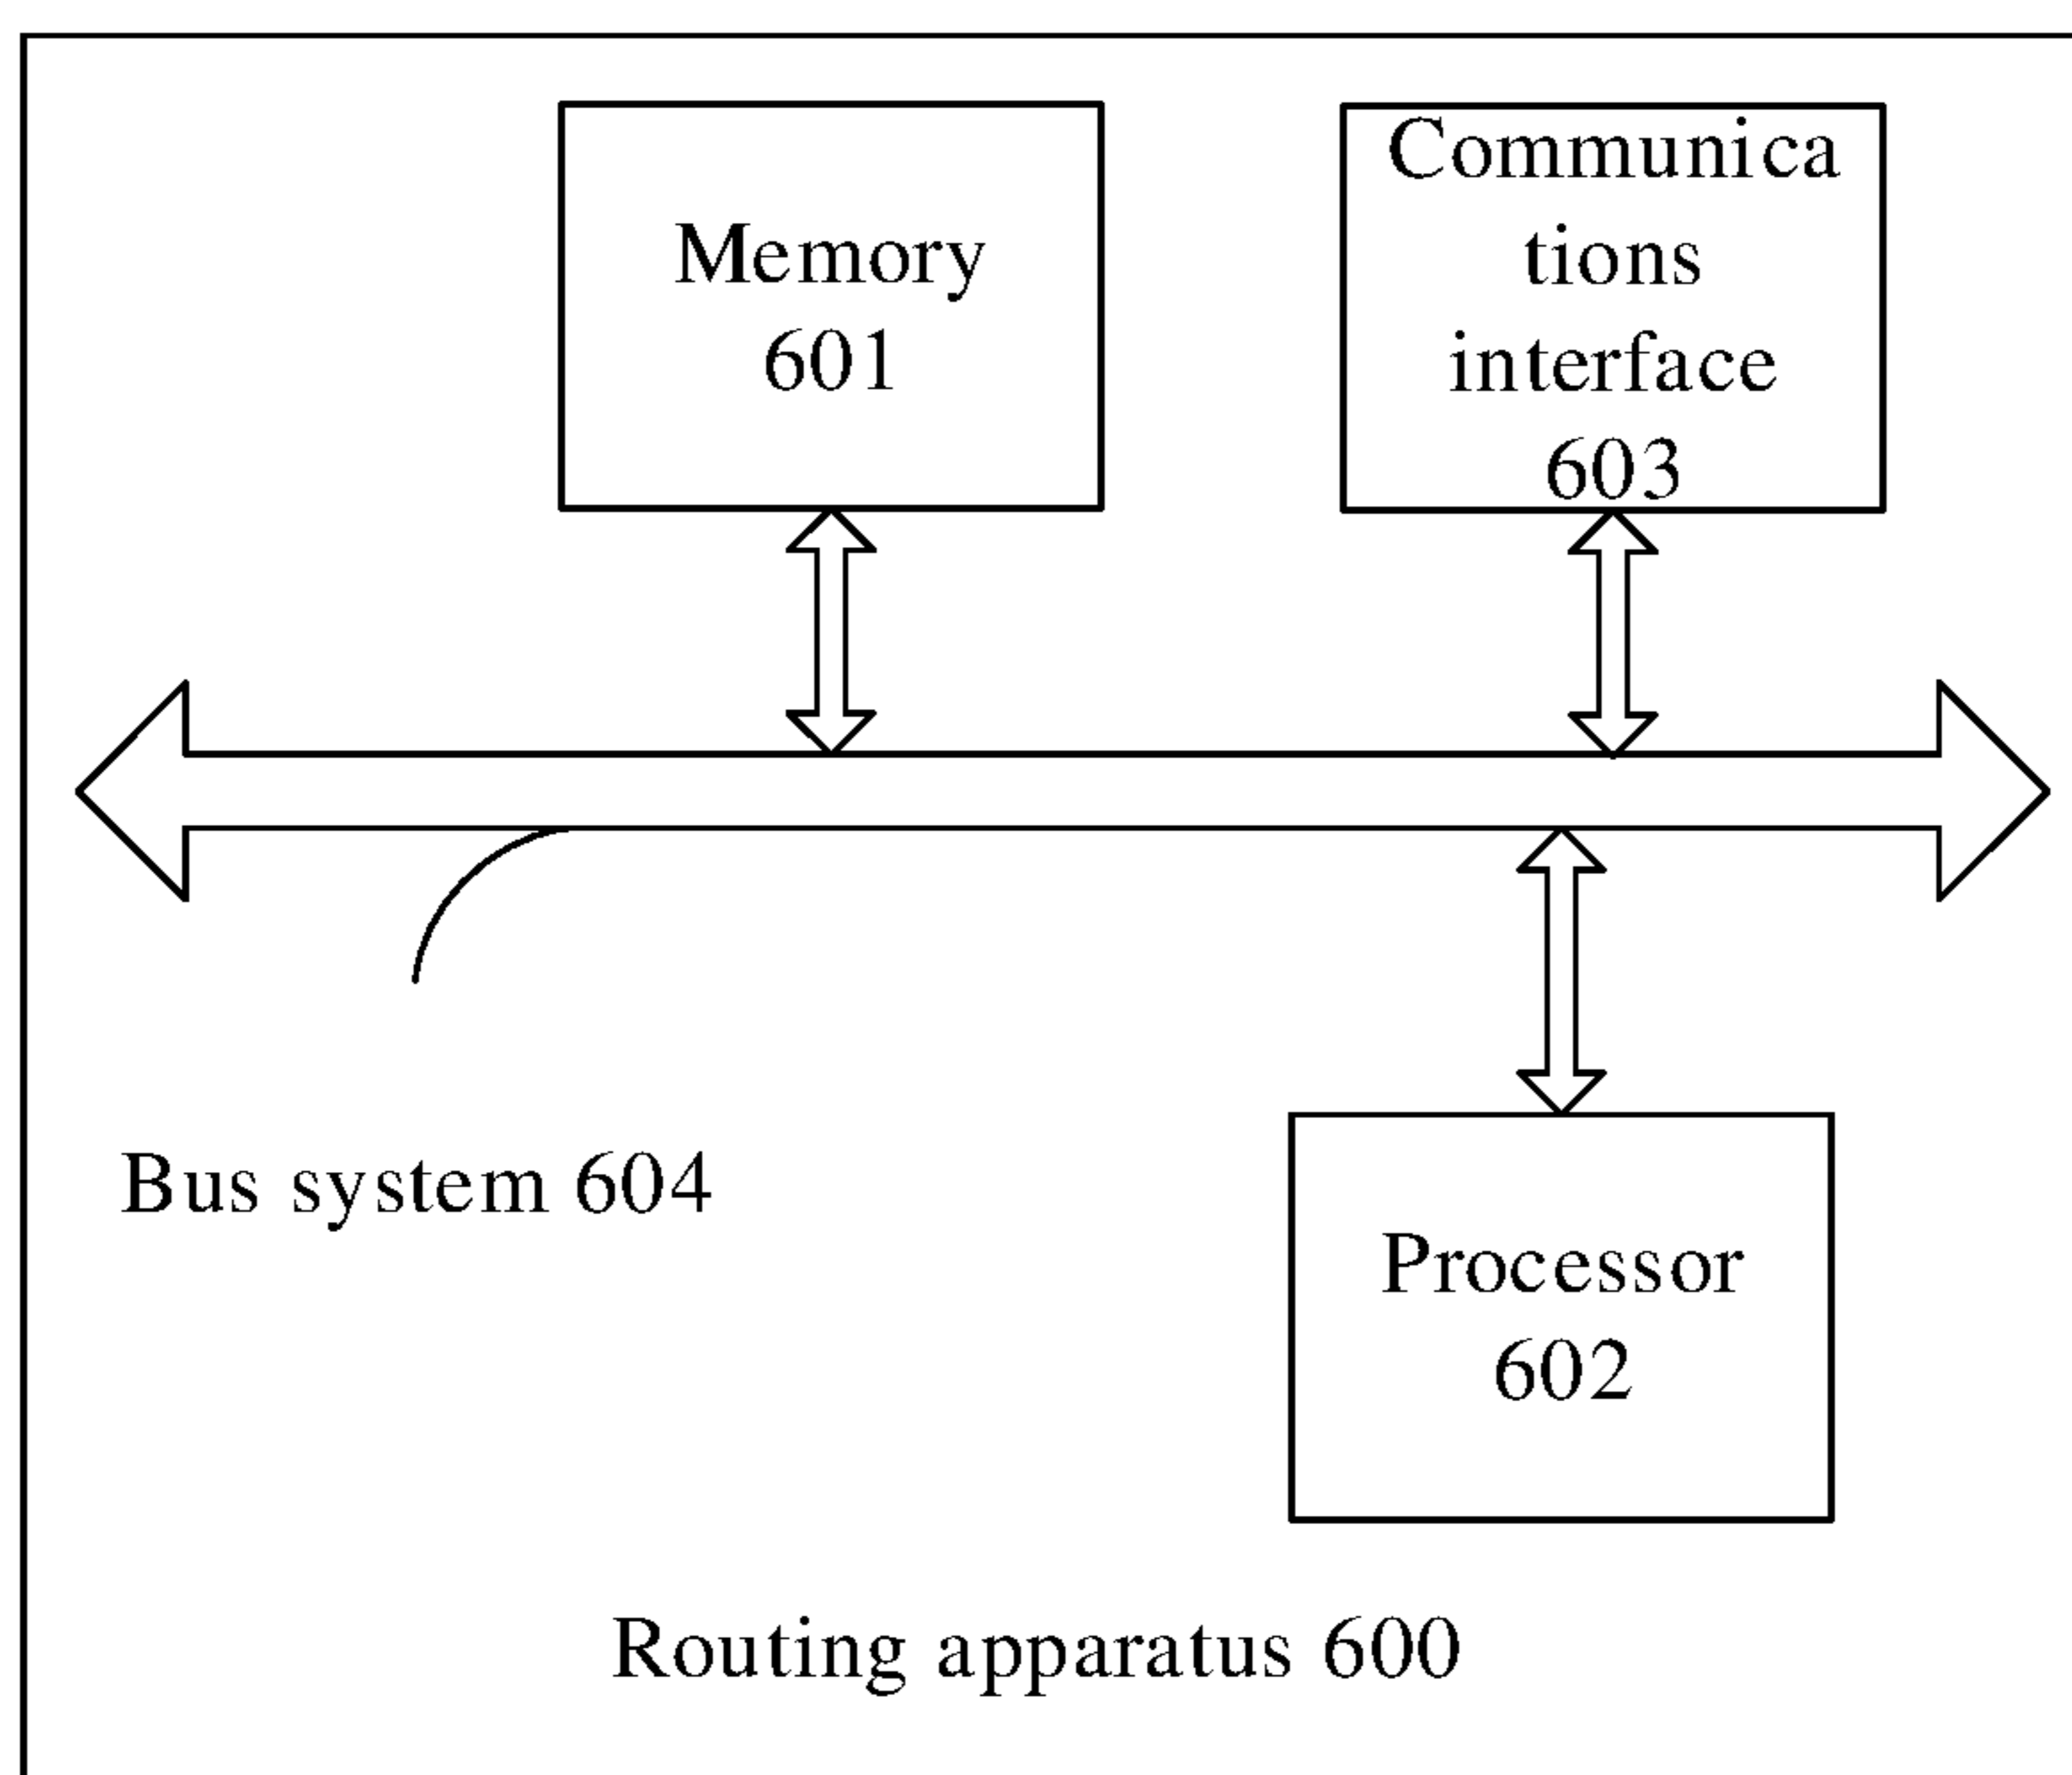 Memory
601
Communica
tions
interface
603
Bus system 604
Processor
602
Routing apparatus 600